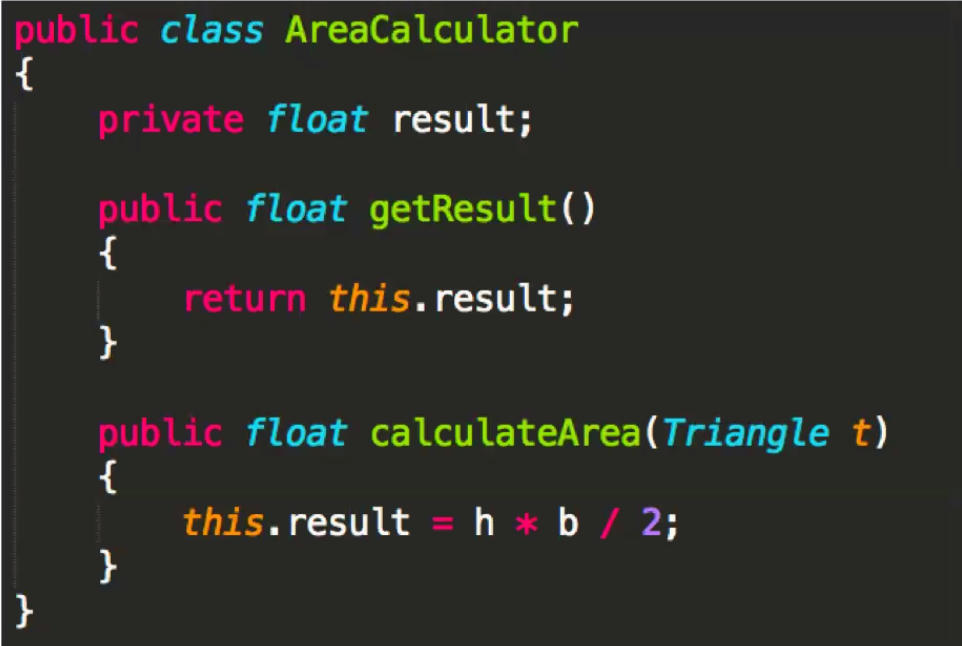 public class AreaCalculator
{
    private float result;

    public float getResult()
    {
        return this.result;
    }

    public float calculateArea(Triangle t)
    {
        this.result = h * b / 2;
    }
}